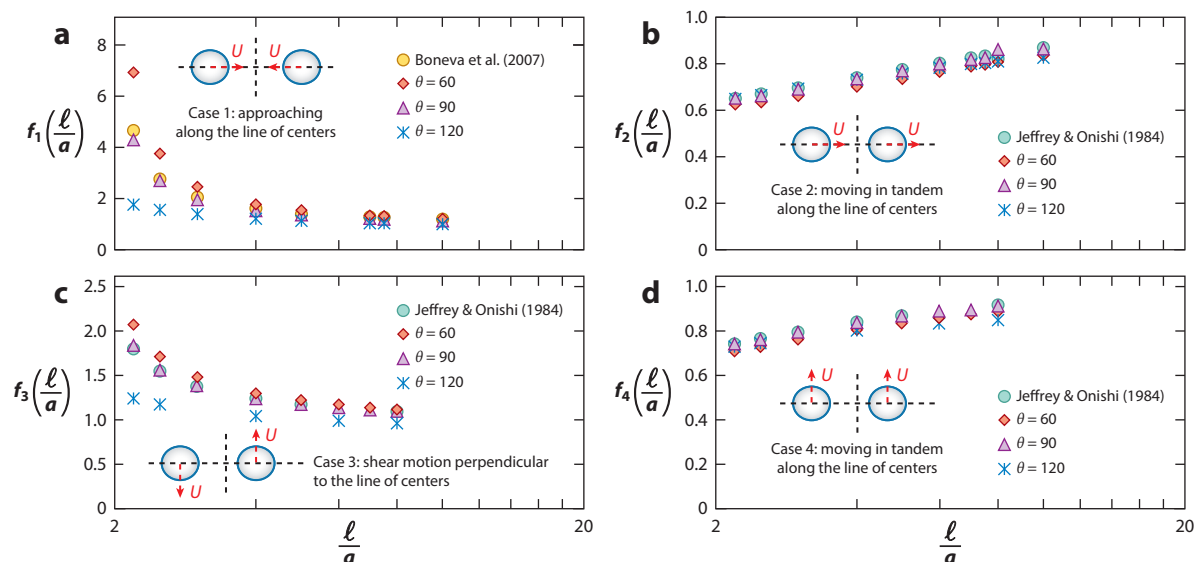 a
8
6
4
2
0
f₁(ℓ/a)
U U
Case 1: approaching
along the line of centers
Boneva et al. (2007)
θ = 60
θ = 90
θ = 120
b
1.0
0.8
0.6
0.4
0.2
0
f₂(ℓ/a)
U U
Case 2: moving in tandem
along the line of centers
Jeffrey & Onishi (1984)
θ = 60
θ = 90
θ = 120
c
2.5
2.0
1.5
1.0
0.5
0
f₃(ℓ/a)
Jeffrey & Onishi (1984)
θ = 60
θ = 90
θ = 120
U
U
Case 3: shear motion perpendicular
to the line of centers
2
20
ℓ/a
d
1.0
0.8
0.6
0.4
0.2
0
f₄(ℓ/a)
U U
Case 4: moving in tandem
along the line of centers
Jeffrey & Onishi (1984)
θ = 60
θ = 90
θ = 120
2
20
ℓ/a